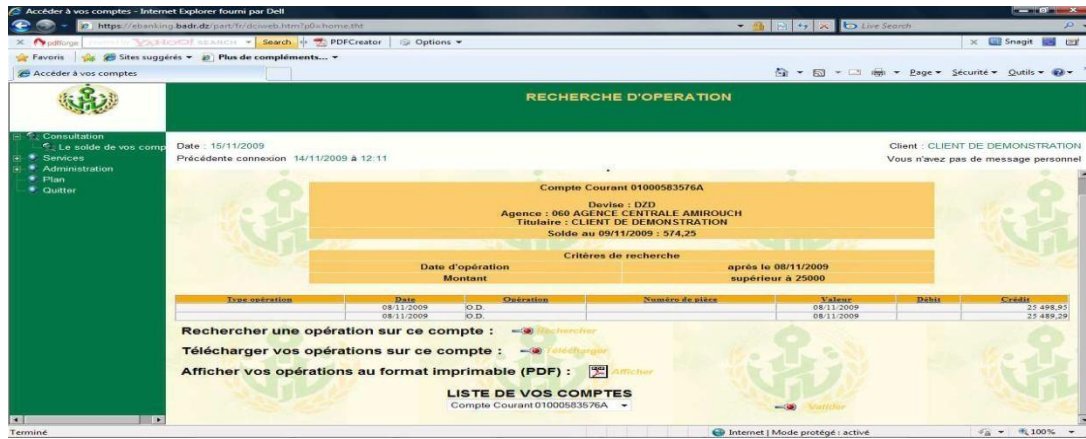 Accéder à vos comptes - Internet Explorer fourni par Dell
https://ebanking.badr.dz/part/fr/dciweb.htm?p0=home.tht
Live Search
pdfforge YAHOO! SEARCH Search PDFCreator Options Snagit
Favoris Sites suggérés Plus de compléments...
Accéder à vos comptes Page Sécurité Outils
RECHERCHE D'OPERATION
Consultation
Le solde de vos comp
Services
Administration
Plan
Quitter
Date : 15/11/2009 Client : CLIENT DE DEMONSTRATION
Précédente connexion 14/11/2009 à 12:11 Vous n'avez pas de message personnel
Compte Courant 01000583576A
Devise : DZD
Agence : 060 AGENCE CENTRALE AMIROUCH
Titulaire : CLIENT DE DEMONSTRATION
Solde au 09/11/2009 : 574,25
Critères de recherche
Date d'opération après le 08/11/2009
Montant supérieur à 25000
Type opération Date Opération Numéro de pièce Valeur Débit Crédit
08/11/2009 O.D. 08/11/2009 25 498,95
08/11/2009 O.D. 08/11/2009 25 489,29
Rechercher une opération sur ce compte : Rechercher
Télécharger vos opérations sur ce compte : Télécharger
Afficher vos opérations au format imprimable (PDF) : Afficher
LISTE DE VOS COMPTES
Compte Courant 01000583576A Valider
Terminé Internet | Mode protégé : activé 100%